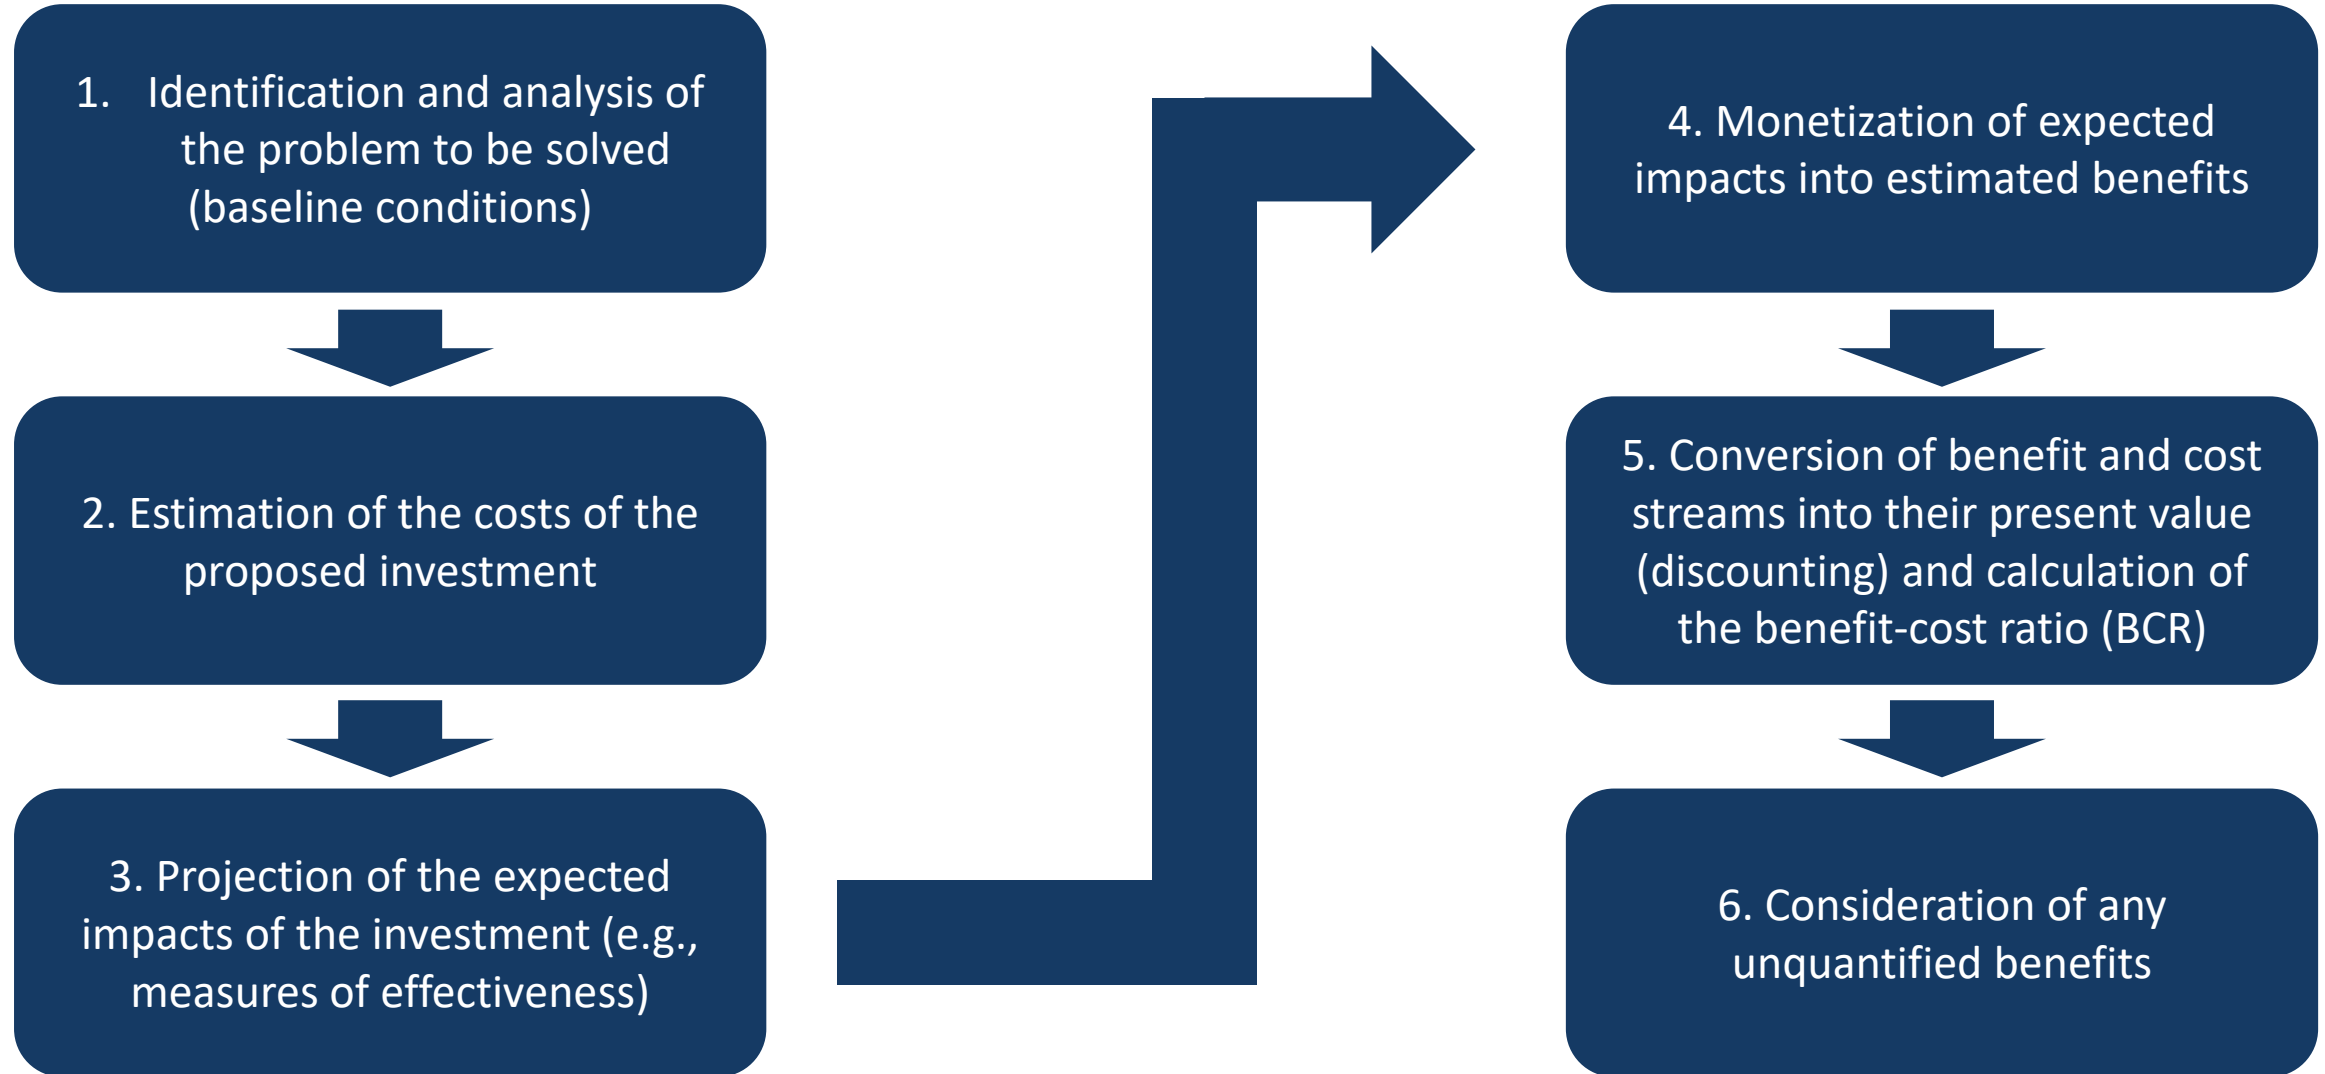 1. Identification and analysis of
the problem to be solved
(baseline conditions)
2. Estimation of the costs of the
proposed investment
3. Projection of the expected
impacts of the investment (e.g.,
measures of effectiveness)
4. Monetization of expected
impacts into estimated benefits
5. Conversion of benefit and cost
streams into their present value
(discounting) and calculation of
the benefit-cost ratio (BCR)
6. Consideration of any
unquantified benefits